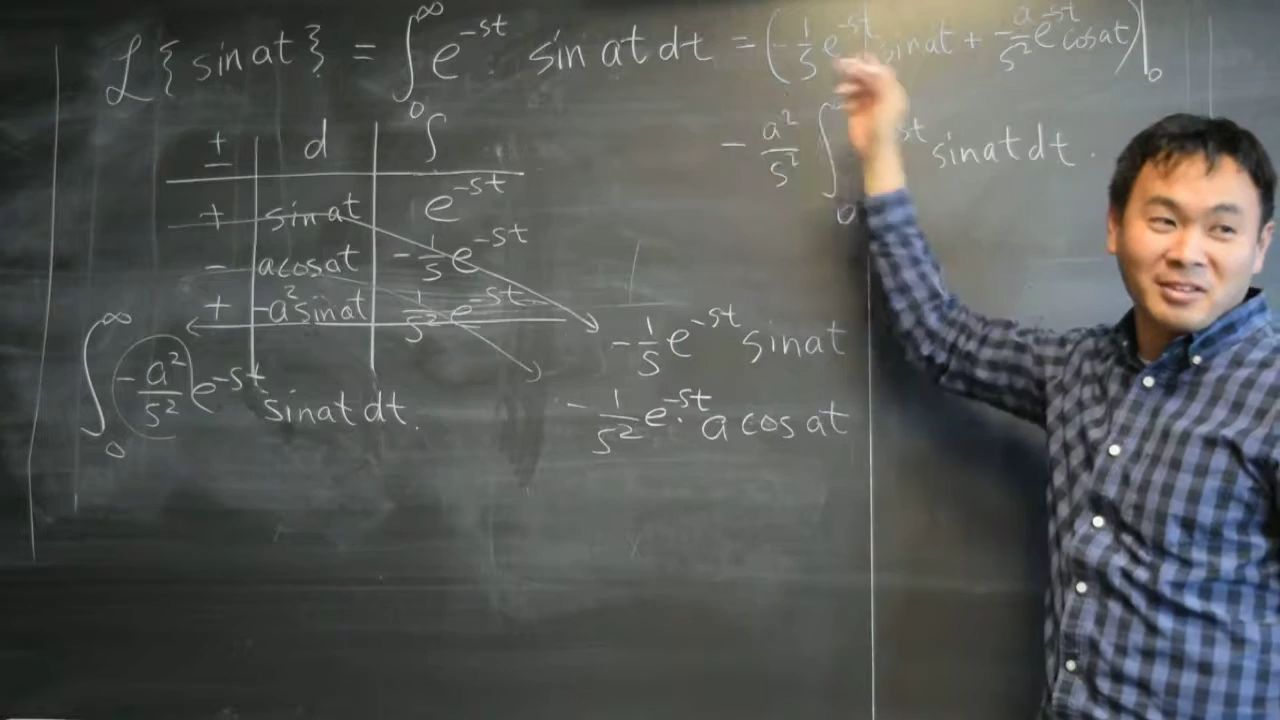 ℒ{sin at} = ∫₀^∞ e^{-st} sin at dt = (-1/s e^{-st} sin at + -a/s² e^{-st} cos at)|₀^∞
- a²/s² ∫₀ st sin at dt.
± d ∫
+ sin at e^{-st}
- a cos at -1/s e^{-st}
+ -a² sin at 1/s² e^{-st}
-1/s e^{-st} sin at
∫₀^∞ -a²/s² e^{-st} sin at dt.
- 1/s² e^{-st} · a cos at